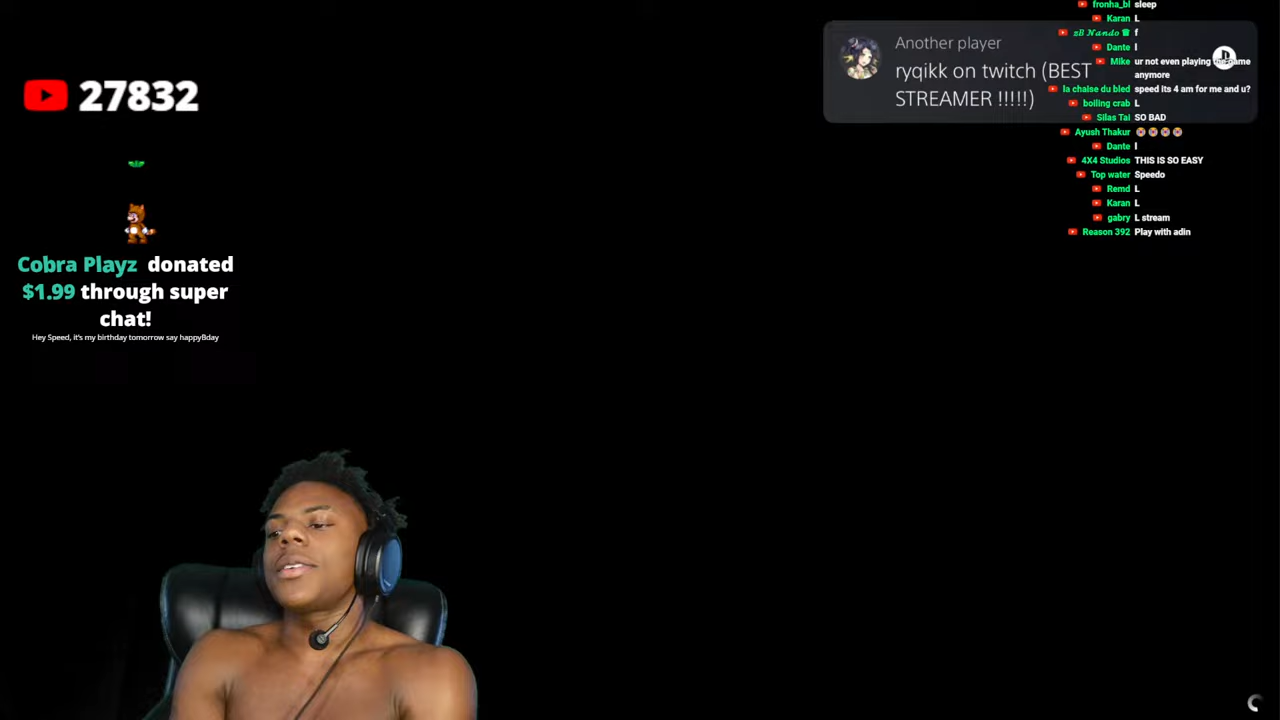 27832
Cobra Playz donated
$1.99 through super
chat!
Hey Speed, it's my birthday tomorrow say happyBday
Another player
ryqikk on twitch (BEST
STREAMER !!!!!)
fronha_bl sleep
Karan L
zli Nando f
Dante l
Mike ur not even playing the game
anymore
la chaise du bled speed its 4 am for me and u?
boiling crab L
Silas Tai SO BAD
Ayush Thakur
Dante l
4X4 Studios THIS IS SO EASY
Top water Speedo
Remd L
Karan L
gabry L stream
Reason 392 Play with adin